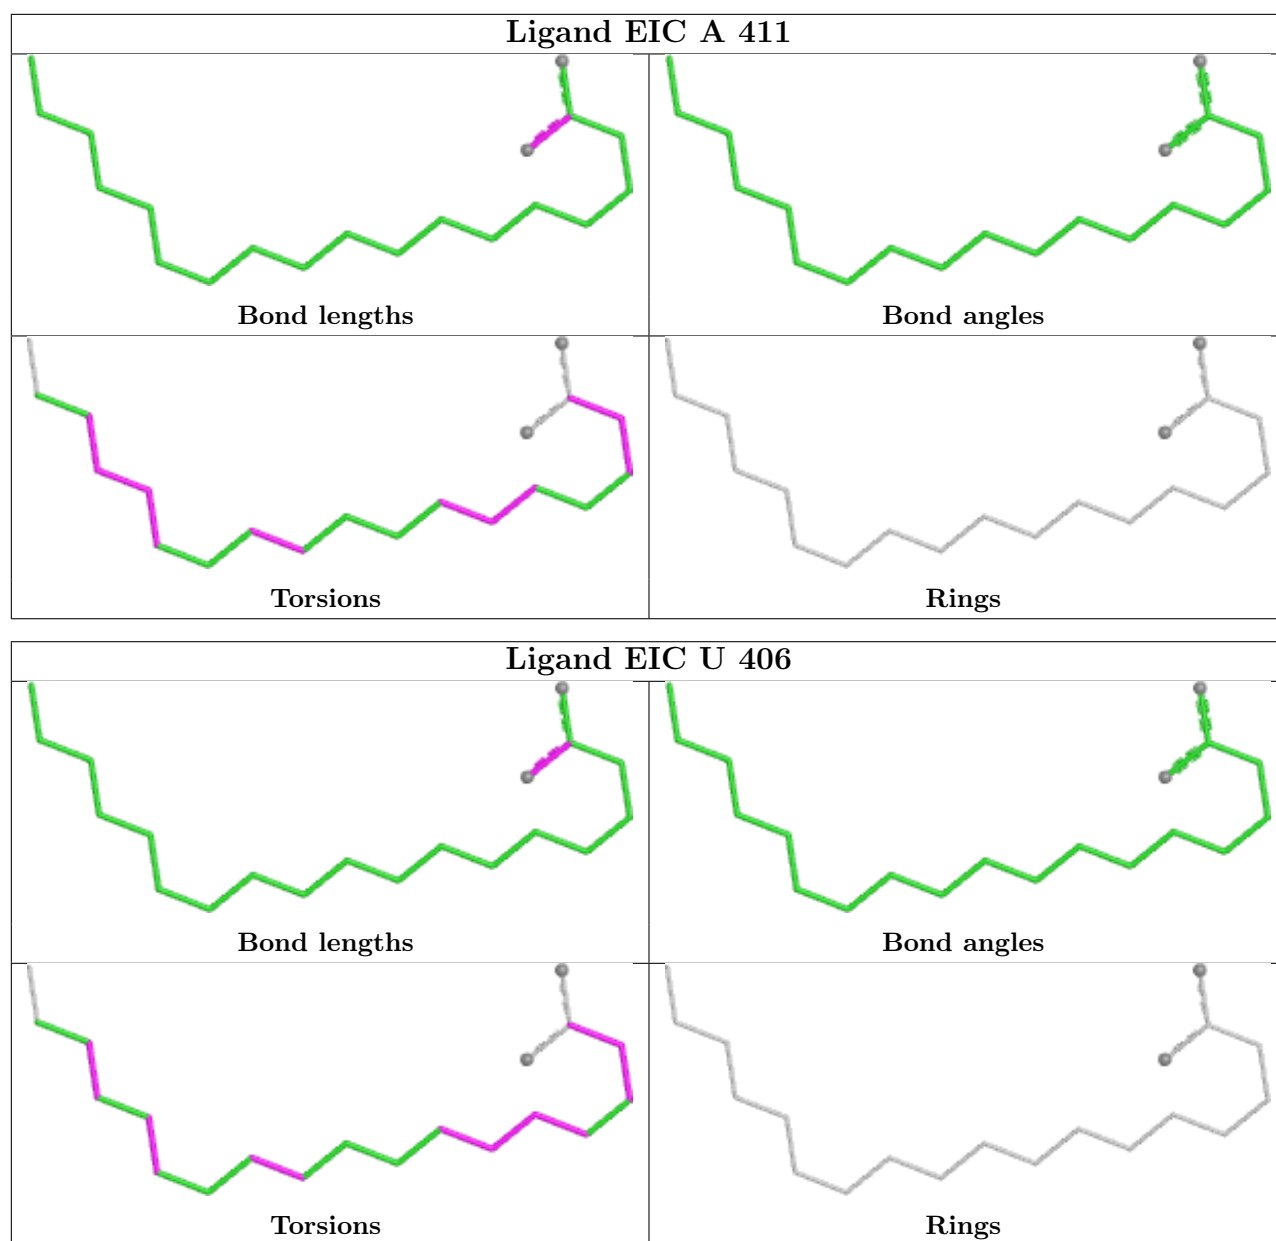 Ligand EIC A 411
Bond lengths
Bond angles
Torsions
Rings
Ligand EIC U 406
Bond lengths
Bond angles
Torsions
Rings